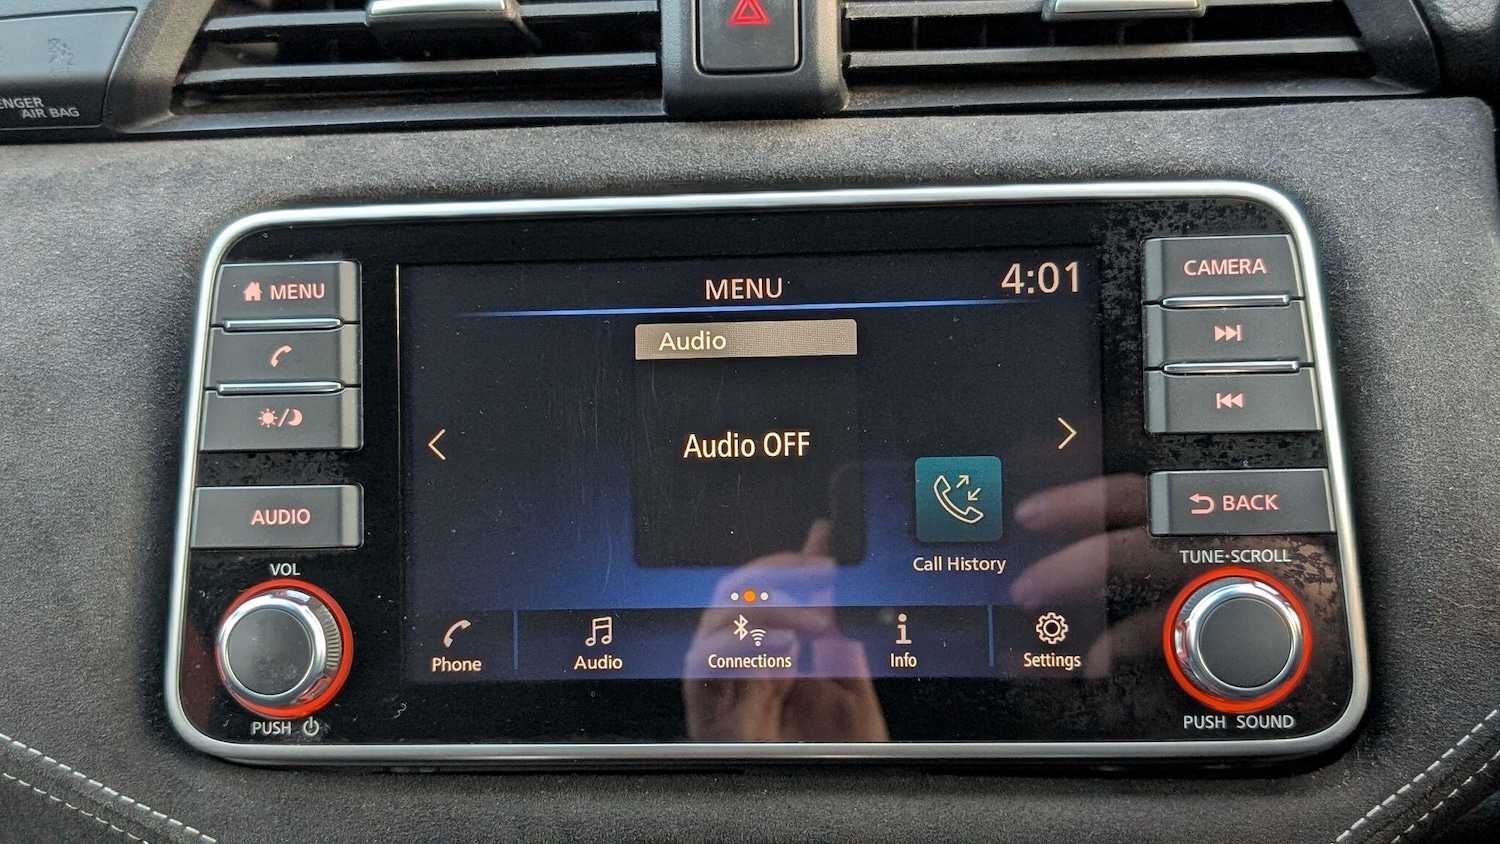 ENGER
AIR BAG
MENU
AUDIO
VOL
PUSH
MENU
4:01
Audio
Audio OFF
Call History
Phone
Audio
Connections
Info
Settings
CAMERA
BACK
TUNE·SCROLL
PUSH SOUND